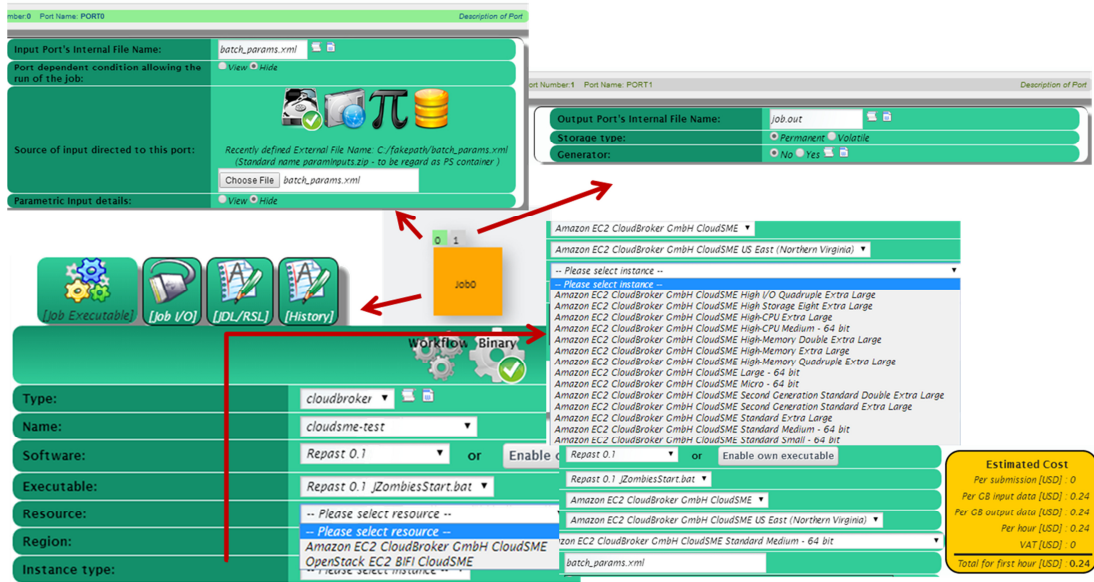 mber:0 Port Name: PORT0 Description of Port
Input Port's Internal File Name: batch_params.xml
Port dependent condition allowing the run of the job: View Hide
Source of input directed to this port:
Recently defined External File Name: C:/fakepath/batch_params.xml
(Standard name paraminputs.zip - to be regard as PS container )
Choose File batch_params.xml
Parametric Input details: View Hide
ort Number:1 Port Name: PORT1 Description of Port
Output Port's Internal File Name: job.out
Storage type: Permanent Volatile
Generator: No Yes
0 1
Job0
[Job Executable] [Job I/O] [JDL/RSL] [History]
Workflow Binary
Type: cloudbroker
Name: cloudsme-test
Software: Repast 0.1 or Enable
Executable: Repast 0.1 JZombiesStart.bat
Resource: -- Please select resource --
-- Please select resource --
Region: Amazon EC2 CloudBroker GmbH CloudSME
OpenStack EC2 BIFI CloudSME
Instance type: -- Please select instance --
Amazon EC2 CloudBroker GmbH CloudSME
Amazon EC2 CloudBroker GmbH CloudSME US East (Northern Virginia)
-- Please select instance --
-- Please select instance --
Amazon EC2 CloudBroker GmbH CloudSME High I/O Quadruple Extra Large
Amazon EC2 CloudBroker GmbH CloudSME High Storage Eight Extra Large
Amazon EC2 CloudBroker GmbH CloudSME High-CPU Extra Large
Amazon EC2 CloudBroker GmbH CloudSME High-CPU Medium - 64 bit
Amazon EC2 CloudBroker GmbH CloudSME High-Memory Double Extra Large
Amazon EC2 CloudBroker GmbH CloudSME High-Memory Extra Large
Amazon EC2 CloudBroker GmbH CloudSME High-Memory Quadruple Extra Large
Amazon EC2 CloudBroker GmbH CloudSME Large - 64 bit
Amazon EC2 CloudBroker GmbH CloudSME Micro - 64 bit
Amazon EC2 CloudBroker GmbH CloudSME Second Generation Standard Double Extra Large
Amazon EC2 CloudBroker GmbH CloudSME Second Generation Standard Extra Large
Amazon EC2 CloudBroker GmbH CloudSME Standard Extra Large
Amazon EC2 CloudBroker GmbH CloudSME Standard Medium - 64 bit
Amazon EC2 CloudBroker GmbH CloudSME Standard Small - 64 bit
Repast 0.1 or Enable own executable
Repast 0.1 JZombiesStart.bat
Amazon EC2 CloudBroker GmbH CloudSME
Amazon EC2 CloudBroker GmbH CloudSME US East (Northern Virginia)
zon EC2 CloudBroker GmbH CloudSME Standard Medium - 64 bit
batch_params.xml
Estimated Cost
Per submission [USD] : 0
Per GB input data [USD] : 0.24
Per GB output data [USD] : 0.24
Per hour [USD] : 0.24
VAT [USD] : 0
Total for first hour [USD] : 0.24